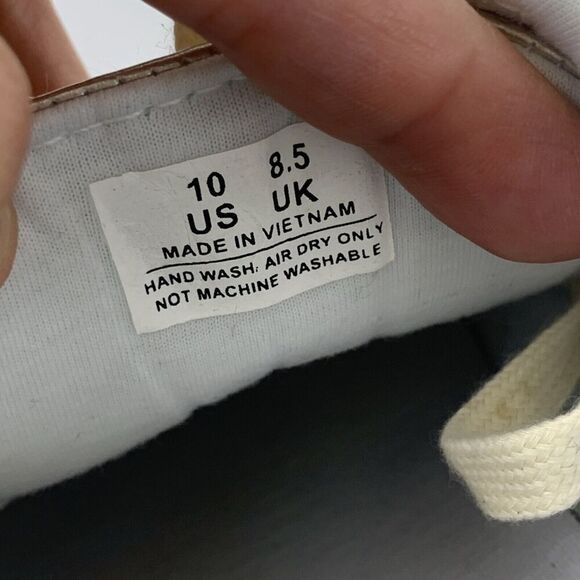 10 8.5
US UK
MADE IN VIETNAM
HAND WASH, AIR DRY ONLY
NOT MACHINE WASHABLE